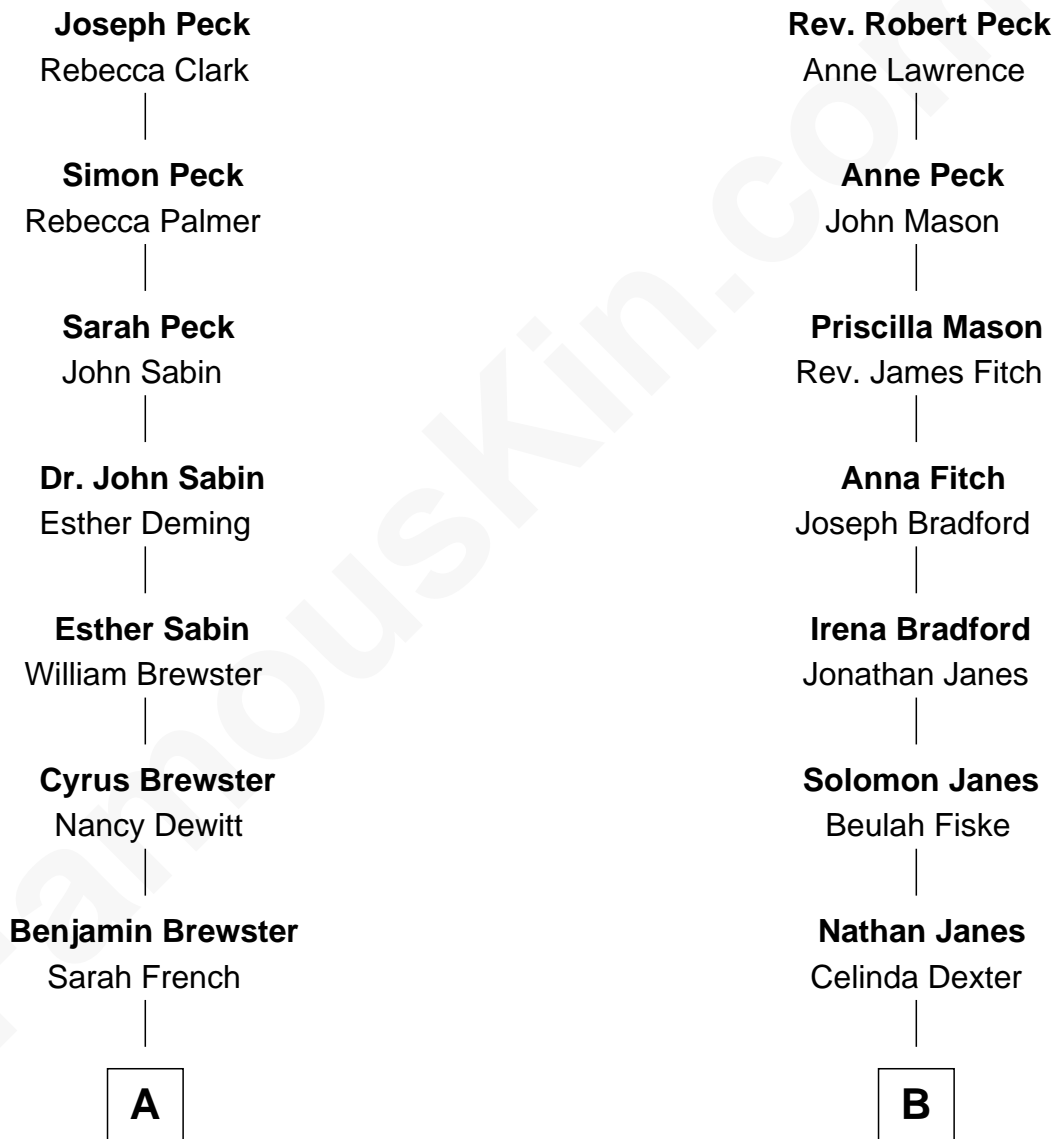 Joseph Peck
Rebecca Clark
Simon Peck
Rebecca Palmer
Sarah Peck
John Sabin
Dr. John Sabin
Esther Deming
Esther Sabin
William Brewster
Cyrus Brewster
Nancy Dewitt
Benjamin Brewster
Sarah French
A
Rev. Robert Peck
Anne Lawrence
Anne Peck
John Mason
Priscilla Mason
Rev. James Fitch
Anna Fitch
Joseph Bradford
Irena Bradford
Jonathan Janes
Solomon Janes
Beulah Fiske
Nathan Janes
Celinda Dexter
B
FamousKin.com